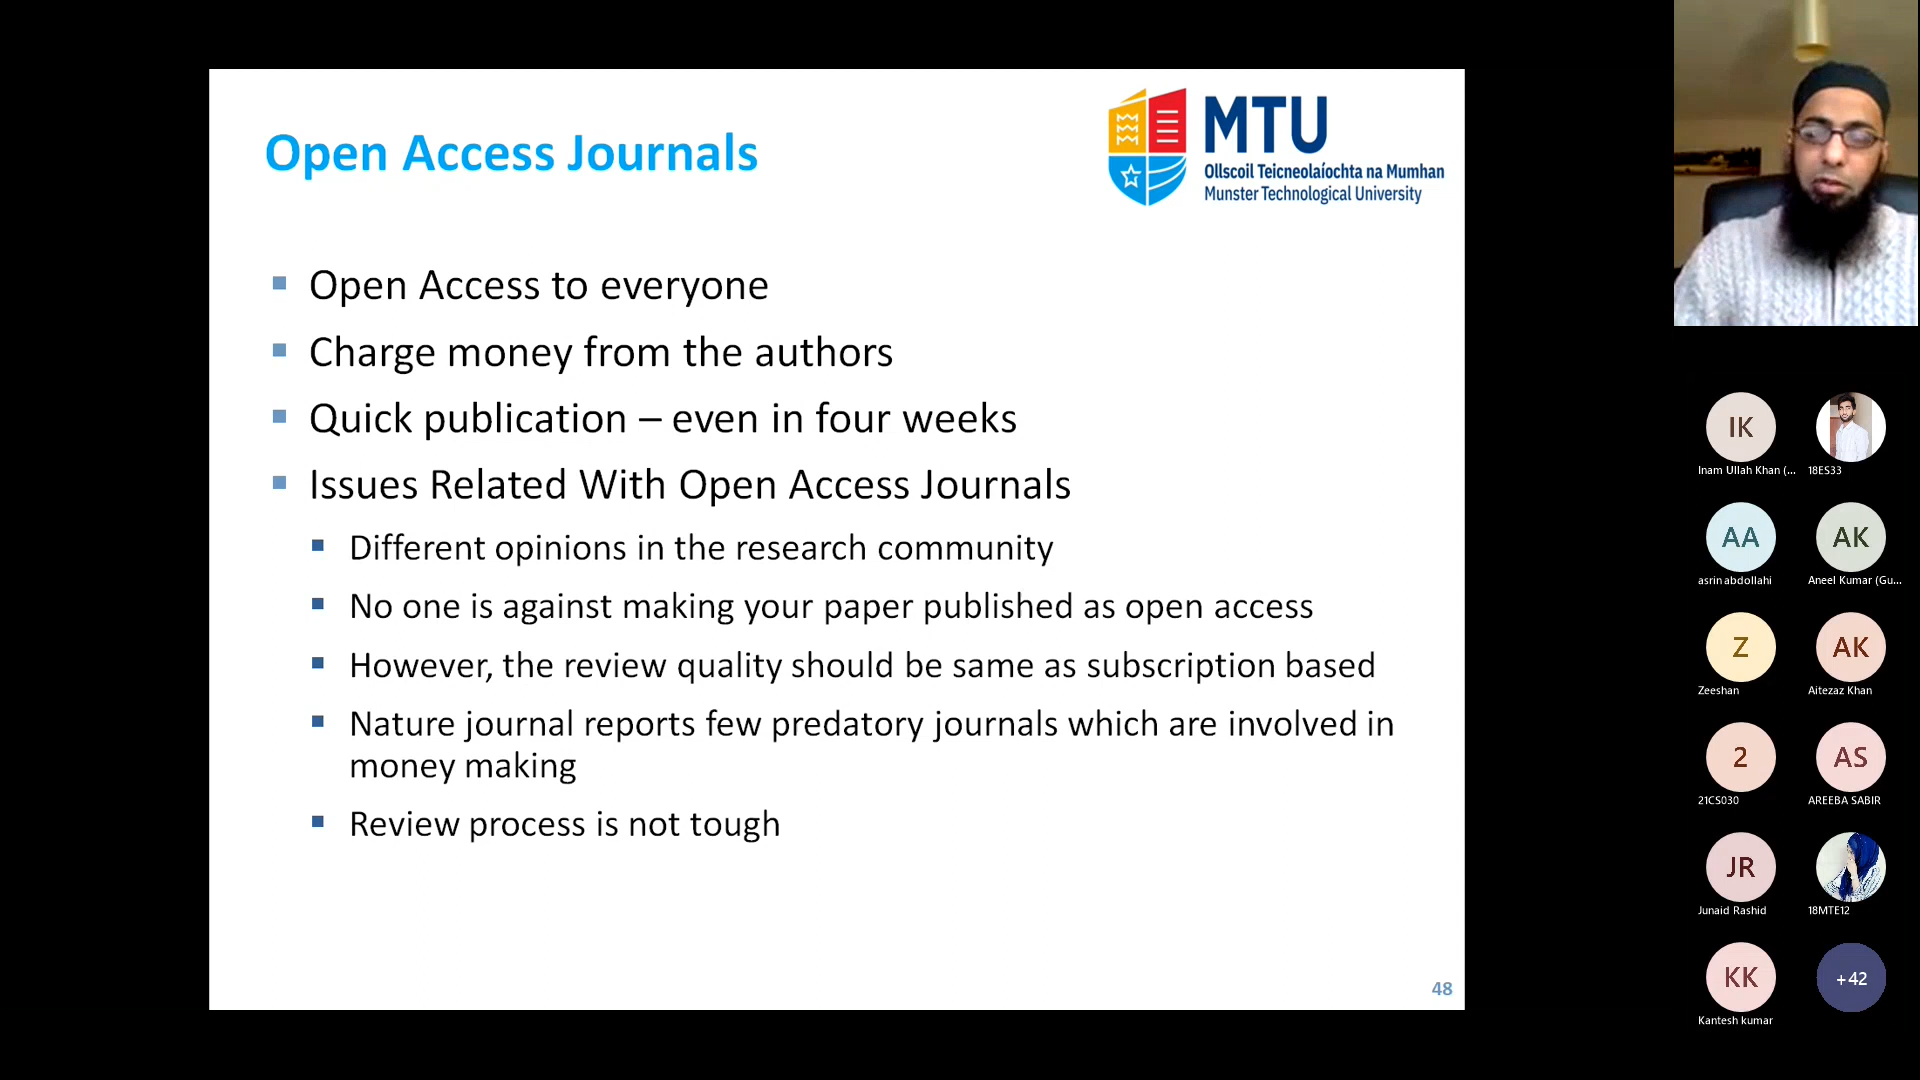 Open Access Journals
MTU
Ollscoil Teicneolaíochta na Mumhan
Munster Technological University
Open Access to everyone
Charge money from the authors
Quick publication – even in four weeks
Issues Related With Open Access Journals
Different opinions in the research community
No one is against making your paper published as open access
However, the review quality should be same as subscription based
Nature journal reports few predatory journals which are involved in
money making
Review process is not tough
48
IK
Inam Ullah Khan (...
18ES33
AA
asrin abdollahi
AK
Aneel Kumar (Gu...
Z
Zeeshan
AK
Aitezaz Khan
2
21CS030
AS
AREEBA SABIR
JR
Junaid Rashid
18MTE12
KK
Kantesh kumar
+42